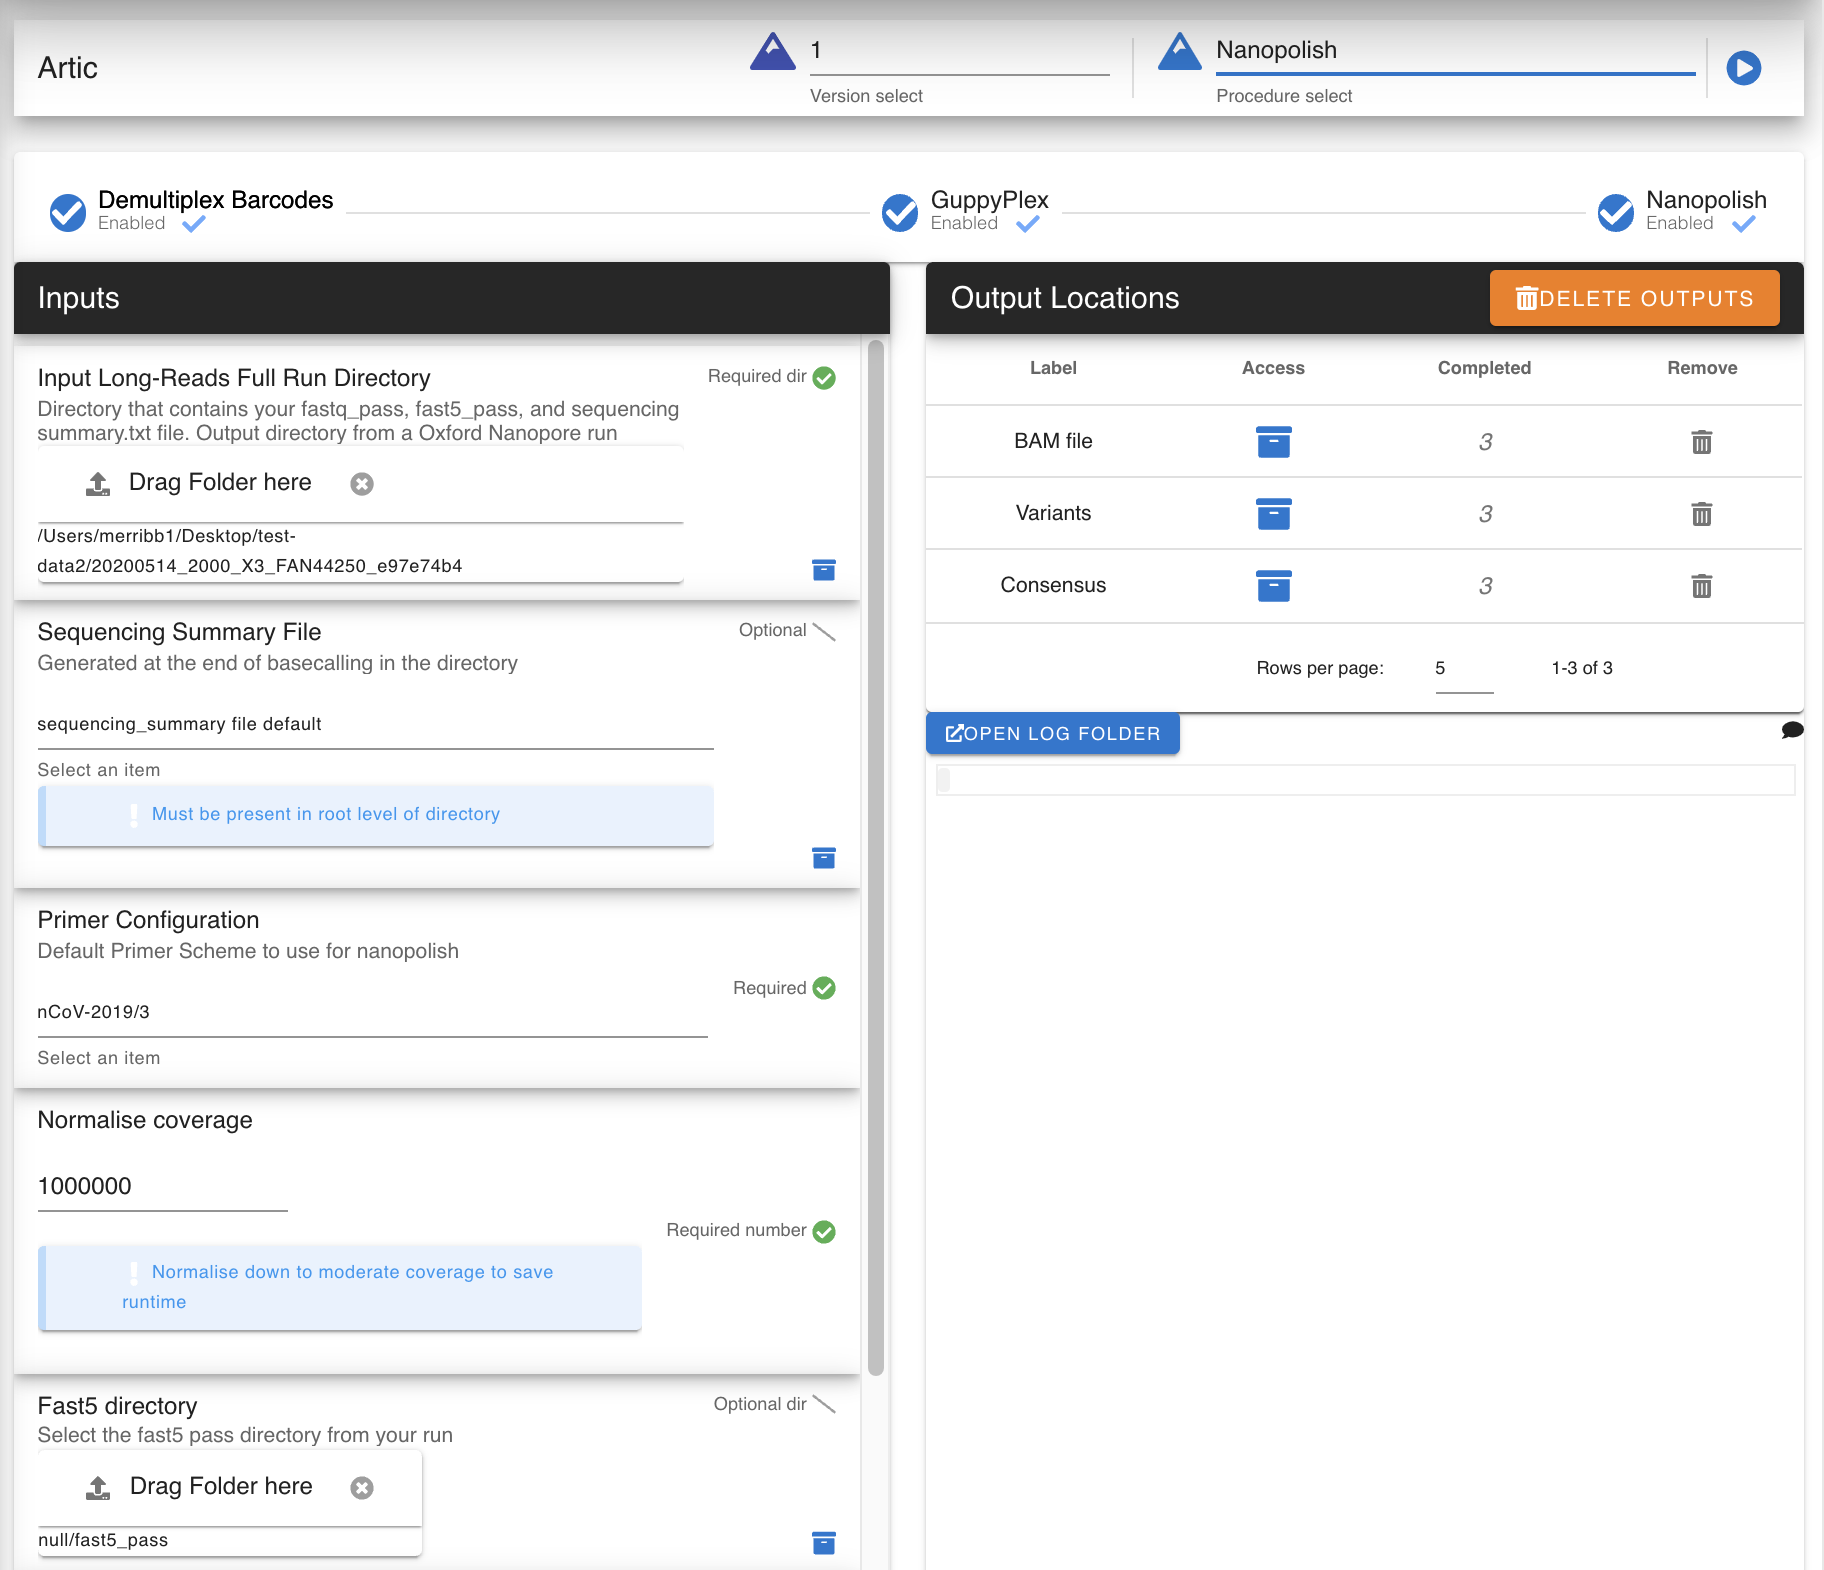 Artic
1
Version select
Nanopolish
Procedure select
Demultiplex Barcodes
Enabled
GuppyPlex
Enabled
Nanopolish
Enabled
Inputs
Input Long-Reads Full Run Directory
Required dir
Directory that contains your fastq_pass, fast5_pass, and sequencing
summary.txt file. Output directory from a Oxford Nanopore run
Drag Folder here
/Users/merribb1/Desktop/test-
data2/20200514_2000_X3_FAN44250_e97e74b4
Sequencing Summary File
Optional
Generated at the end of basecalling in the directory
sequencing_summary file default
Select an item
Must be present in root level of directory
Primer Configuration
Default Primer Scheme to use for nanopolish
Required
nCoV-2019/3
Select an item
Normalise coverage
1000000
Required number
Normalise down to moderate coverage to save
runtime
Fast5 directory
Optional dir
Select the fast5 pass directory from your run
Drag Folder here
null/fast5_pass
Output Locations
DELETE OUTPUTS
Label Access Completed Remove
BAM file 3
Variants 3
Consensus 3
Rows per page: 5 1-3 of 3
OPEN LOG FOLDER